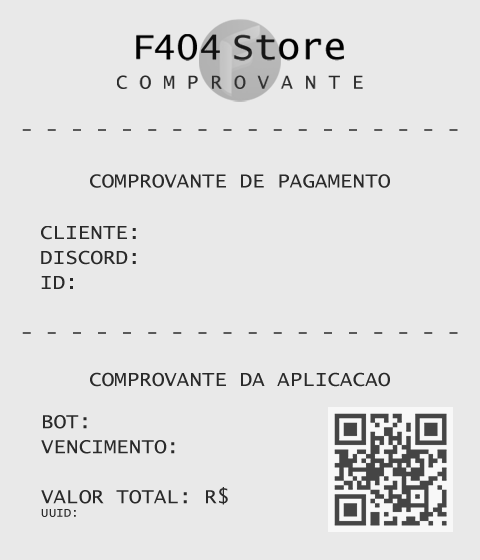 F404 Store
COMPROVANTE
COMPROVANTE DE PAGAMENTO
CLIENTE:
DISCORD:
ID:
COMPROVANTE DA APLICACAO
BOT:
VENCIMENTO:
VALOR TOTAL: R$
UUID: